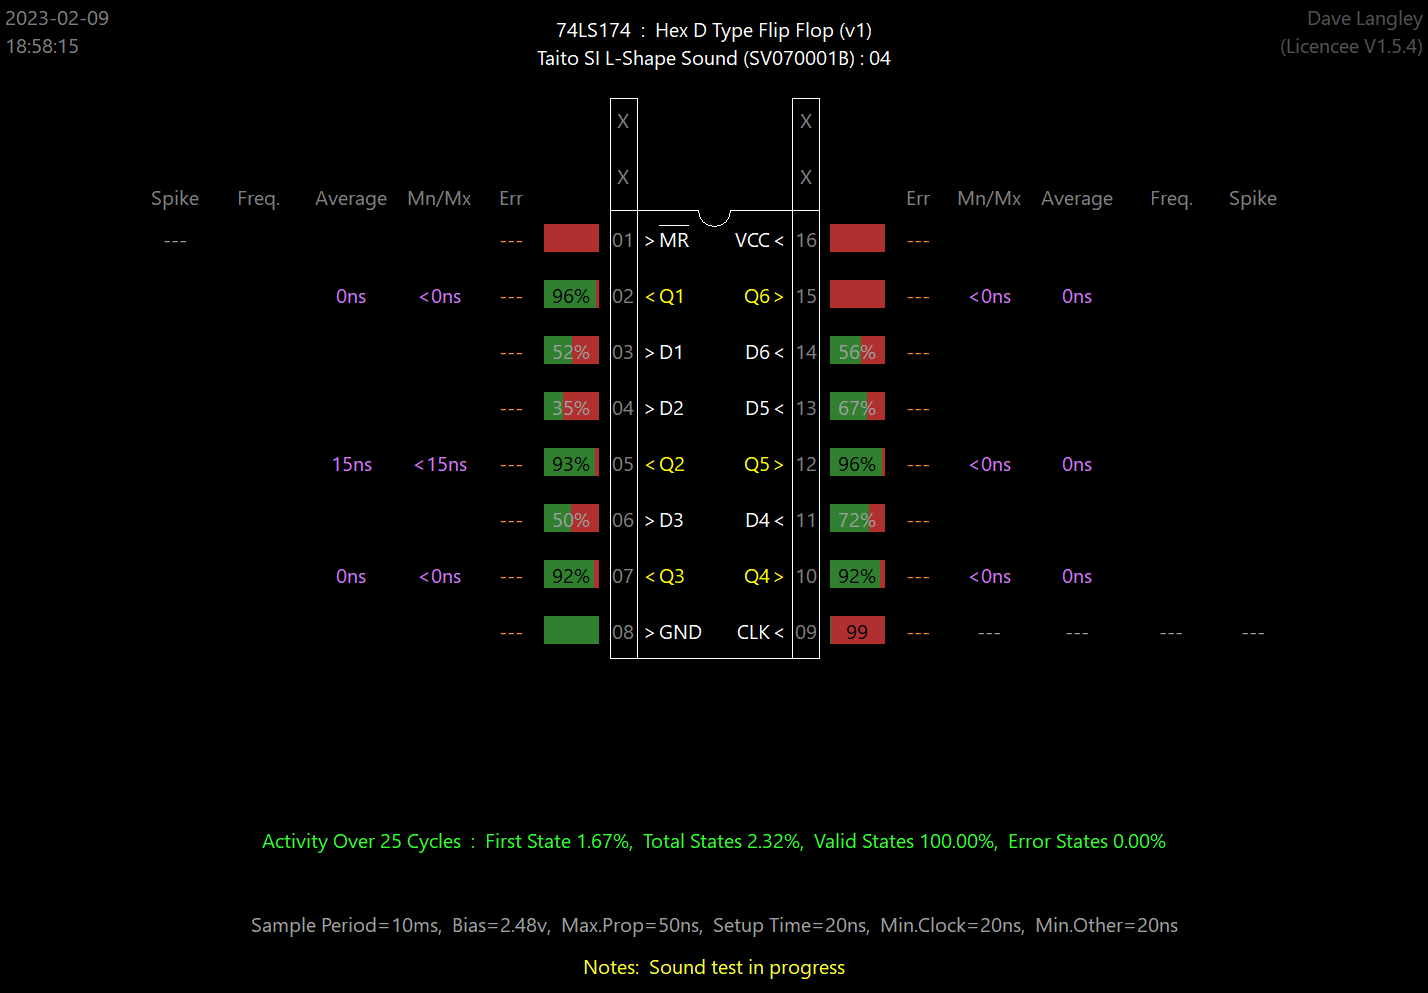 2023-02-09
18:58:15
74LS174 : Hex D Type Flip Flop (v1)
Taito SI L-Shape Sound (SV070001B) : 04
Dave Langley
(Licencee V1.5.4)
X X
X X
Spike Freq. Average Mn/Mx Err Err Mn/Mx Average Freq. Spike
--- --- 01 > MR VCC < 16 ---
0ns <0ns --- 96% 02 < Q1 Q6 > 15 --- <0ns 0ns
--- 52% 03 > D1 D6 < 14 56% ---
--- 35% 04 > D2 D5 < 13 67% ---
15ns <15ns --- 93% 05 < Q2 Q5 > 12 96% --- <0ns 0ns
--- 50% 06 > D3 D4 < 11 72% ---
0ns <0ns --- 92% 07 < Q3 Q4 > 10 92% --- <0ns 0ns
--- 08 > GND CLK < 09 99 --- --- --- --- ---
Activity Over 25 Cycles : First State 1.67%, Total States 2.32%, Valid States 100.00%, Error States 0.00%
Sample Period=10ms, Bias=2.48v, Max.Prop=50ns, Setup Time=20ns, Min.Clock=20ns, Min.Other=20ns
Notes: Sound test in progress